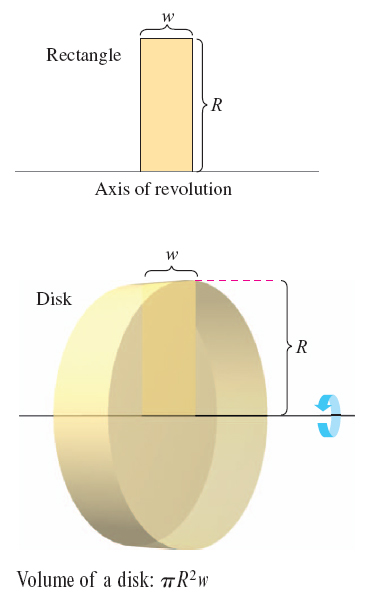 w
Rectangle
R
Axis of revolution
w
Disk
R
Volume of a disk: πR²w